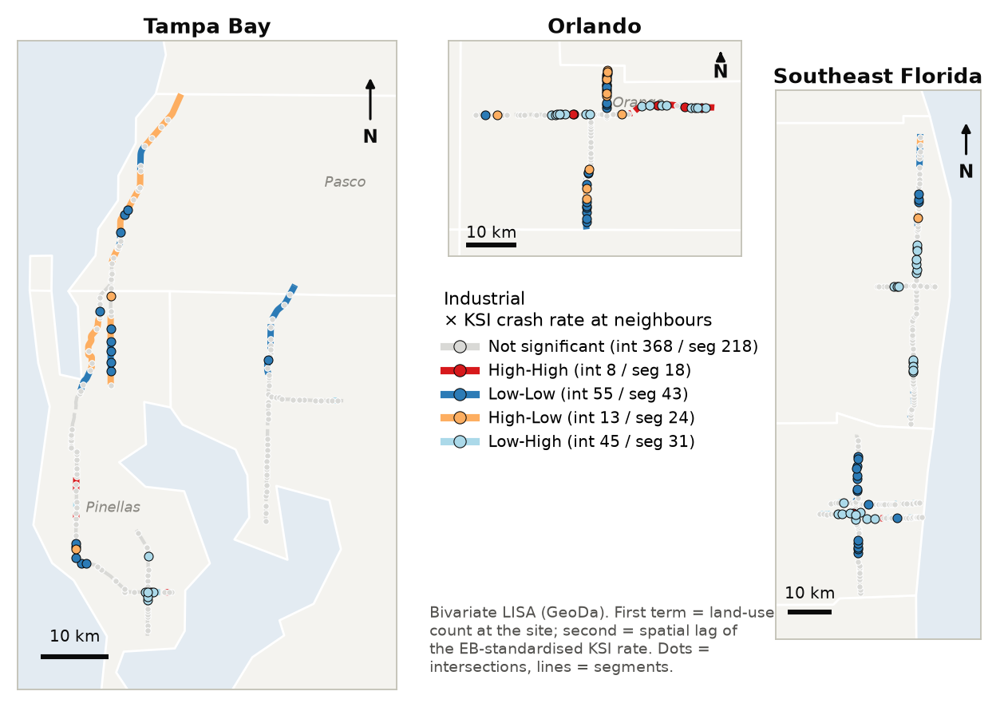 Tampa Bay
Orlando
Southeast Florida
N
Pasco
Pinellas
10 km
N
Orange
10 km
N
10 km
Industrial
× KSI crash rate at neighbours
Not significant (int 368 / seg 218)
High-High (int 8 / seg 18)
Low-Low (int 55 / seg 43)
High-Low (int 13 / seg 24)
Low-High (int 45 / seg 31)
Bivariate LISA (GeoDa). First term = land-use
count at the site; second = spatial lag of
the EB-standardised KSI rate. Dots =
intersections, lines = segments.